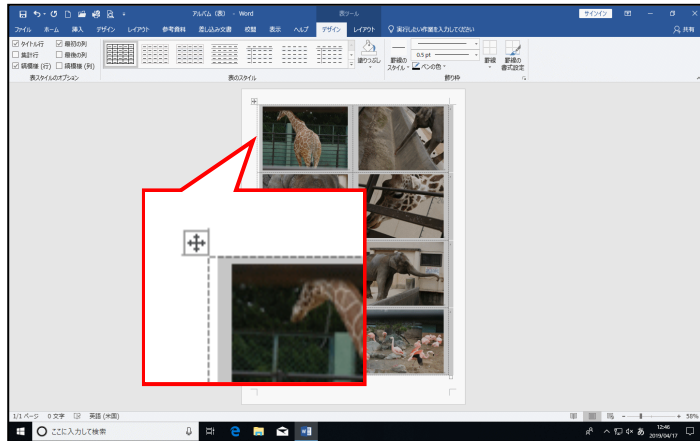 アルバム（表） - Word
表ツール
サインイン
ファイル ホーム 挿入 デザイン レイアウト 参考資料 差し込み文書 校閲 表示 ヘルプ デザイン レイアウト 実行したい作業を入力してください 共有
タイトル行 最初の列
集計行 最後の列
縞模様 (行) 縞模様 (列)
塗りつぶし
罫線の
スタイル
0.5 pt
ペンの色
罫線
罫線の
書式設定
表スタイルのオプション
表のスタイル
飾り枠
1/1 ページ 0 文字 英語 (米国)
58%
ここに入力して検索
あ
12:46
2019/04/17